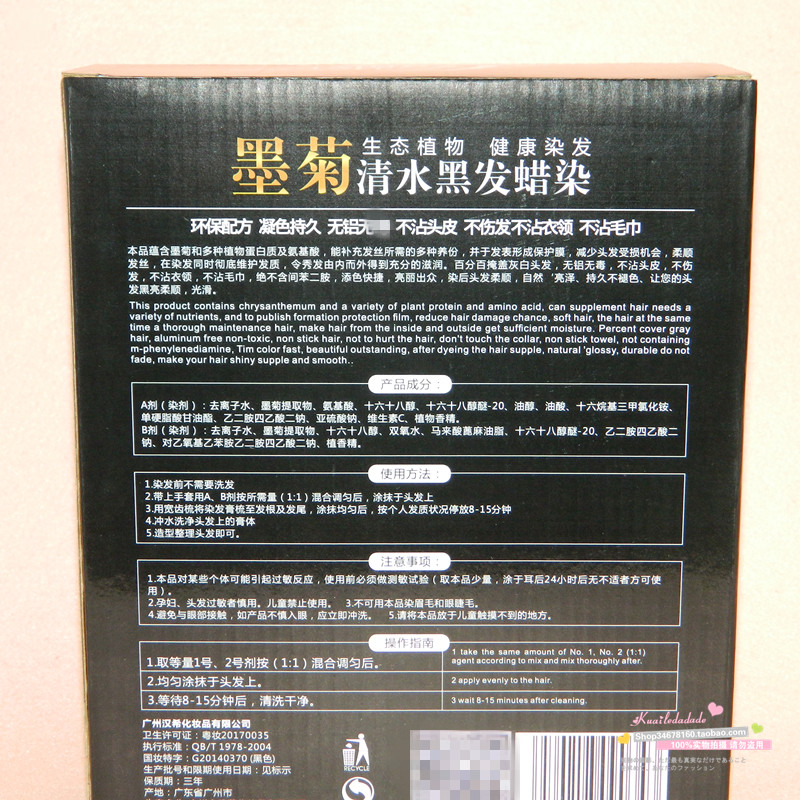 墨菊
生态植物 健康染发
清水黑发蜡染
环保配方 凝色持久 无铝无 不沾头皮 不伤发不沾衣领 不沾毛巾
本品蕴含墨菊和多种植物蛋白质及氨基酸，能补充发丝所需的多种养份，并于发表形成保护膜，减少头发受损机会，柔顺
发丝，在染发同时彻底维护发质，令秀发由内而外得到充分的滋润。百分百掩盖灰白头发，无铝无毒，不沾头皮，不伤
发，不沾衣领，不沾毛巾，绝不含间苯二胺，添色快捷，亮丽出众，染后头发柔顺，自然 '亮泽、持久不褪色、让您的头
发黑亮柔顺，光滑。
This product contains chrysanthemum and a variety of plant protein and amino acid, can supplement hair needs a
variety of nutrients, and to publish formation protection film, reduce hair damage chance, soft hair, the hair at the same
time a thorough maintenance hair, make hair from the inside and outside get sufficient moisture. Percent cover gray
hair, aluminum free non-toxic, non stick hair, not to hurt the hair, don't touch the collar, non stick towel, not containing
m-phenylenediamine, Tim color fast, beautiful outstanding, after dyeing the hair supple, natural 'glossy, durable do not
fade, make your hair shiny supple and smooth..
产品成分：
A剂（染剂）：去离子水、墨菊提取物、氨基酸、十六十八醇、十六十八醇醚-20、油醇、油酸、十六烷基三甲氯化铵、
单硬脂酸甘油酯、乙二胺四乙酸二钠、亚硫酸钠、维生素C、植物香精。
B剂（染剂）：去离子水、墨菊提取物、十六十八醇、双氧水、马来酸蓖麻油脂、十六十八醇醚-20、乙二胺四乙酸二
钠、对乙氧基乙苯胺乙二胺四乙酸二钠、植香精。
使用方法：
1.染发前不需要洗发
2.带上手套用A、B剂按所需量（1:1）混合调匀后，涂抹于头发上
3.用宽齿梳将染发膏梳至发根及发尾，涂抹均匀后，按个人发质状况停放8-15分钟
4.冲水洗净头发上的膏体
5.造型整理头发即可。
注意事项：
1.本品对某些个体可能引起过敏反应，使用前必须做测敏试验（取本品少量，涂于耳后24小时后无不适者方可使
用）。
2.孕妇、头发过敏者慎用。儿童禁止使用。 3.不可用本品染眉毛和眼睫毛。
4.避免与眼部接触，如产品不慎入眼，应立即冲洗。 5.请将本品放于儿童触摸不到的地方。
操作指南
1.取等量1号、2号剂按（1:1）混合调匀后。
1 take the same amount of No. 1, No. 2 (1:1)
agent according to mix and mix thoroughly after.
2.均匀涂抹于头发上。
2 apply evenly to the hair.
3.等待8-15分钟后，清洗干净。
3 wait 8-15 minutes after cleaning.
广州汉希化妆品有限公司
卫生许可证：粤妆20170035
执行标准：QB/T 1978-2004
国妆特字：G20140370 (黑色)
生产批号和限期使用日期：见标示
保质期：三年
产地：广东省广州市
RECYCLE
Kuailedadade
Shop34678160.taobao.com
100%实物拍摄 请勿盗用